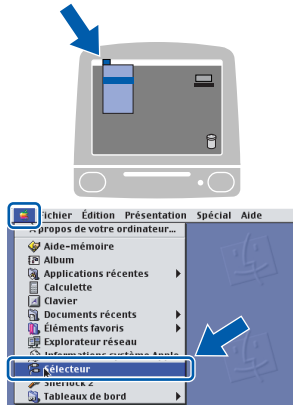 Fichier Édition Présentation Spécial Aide
A propos de votre ordinateur…
Aide-mémoire
Album
Applications récentes
Calculette
Clavier
Documents récents
Éléments favoris
Explorateur réseau
Informations système Apple
Sélecteur
Sherlock 2
Tableaux de bord